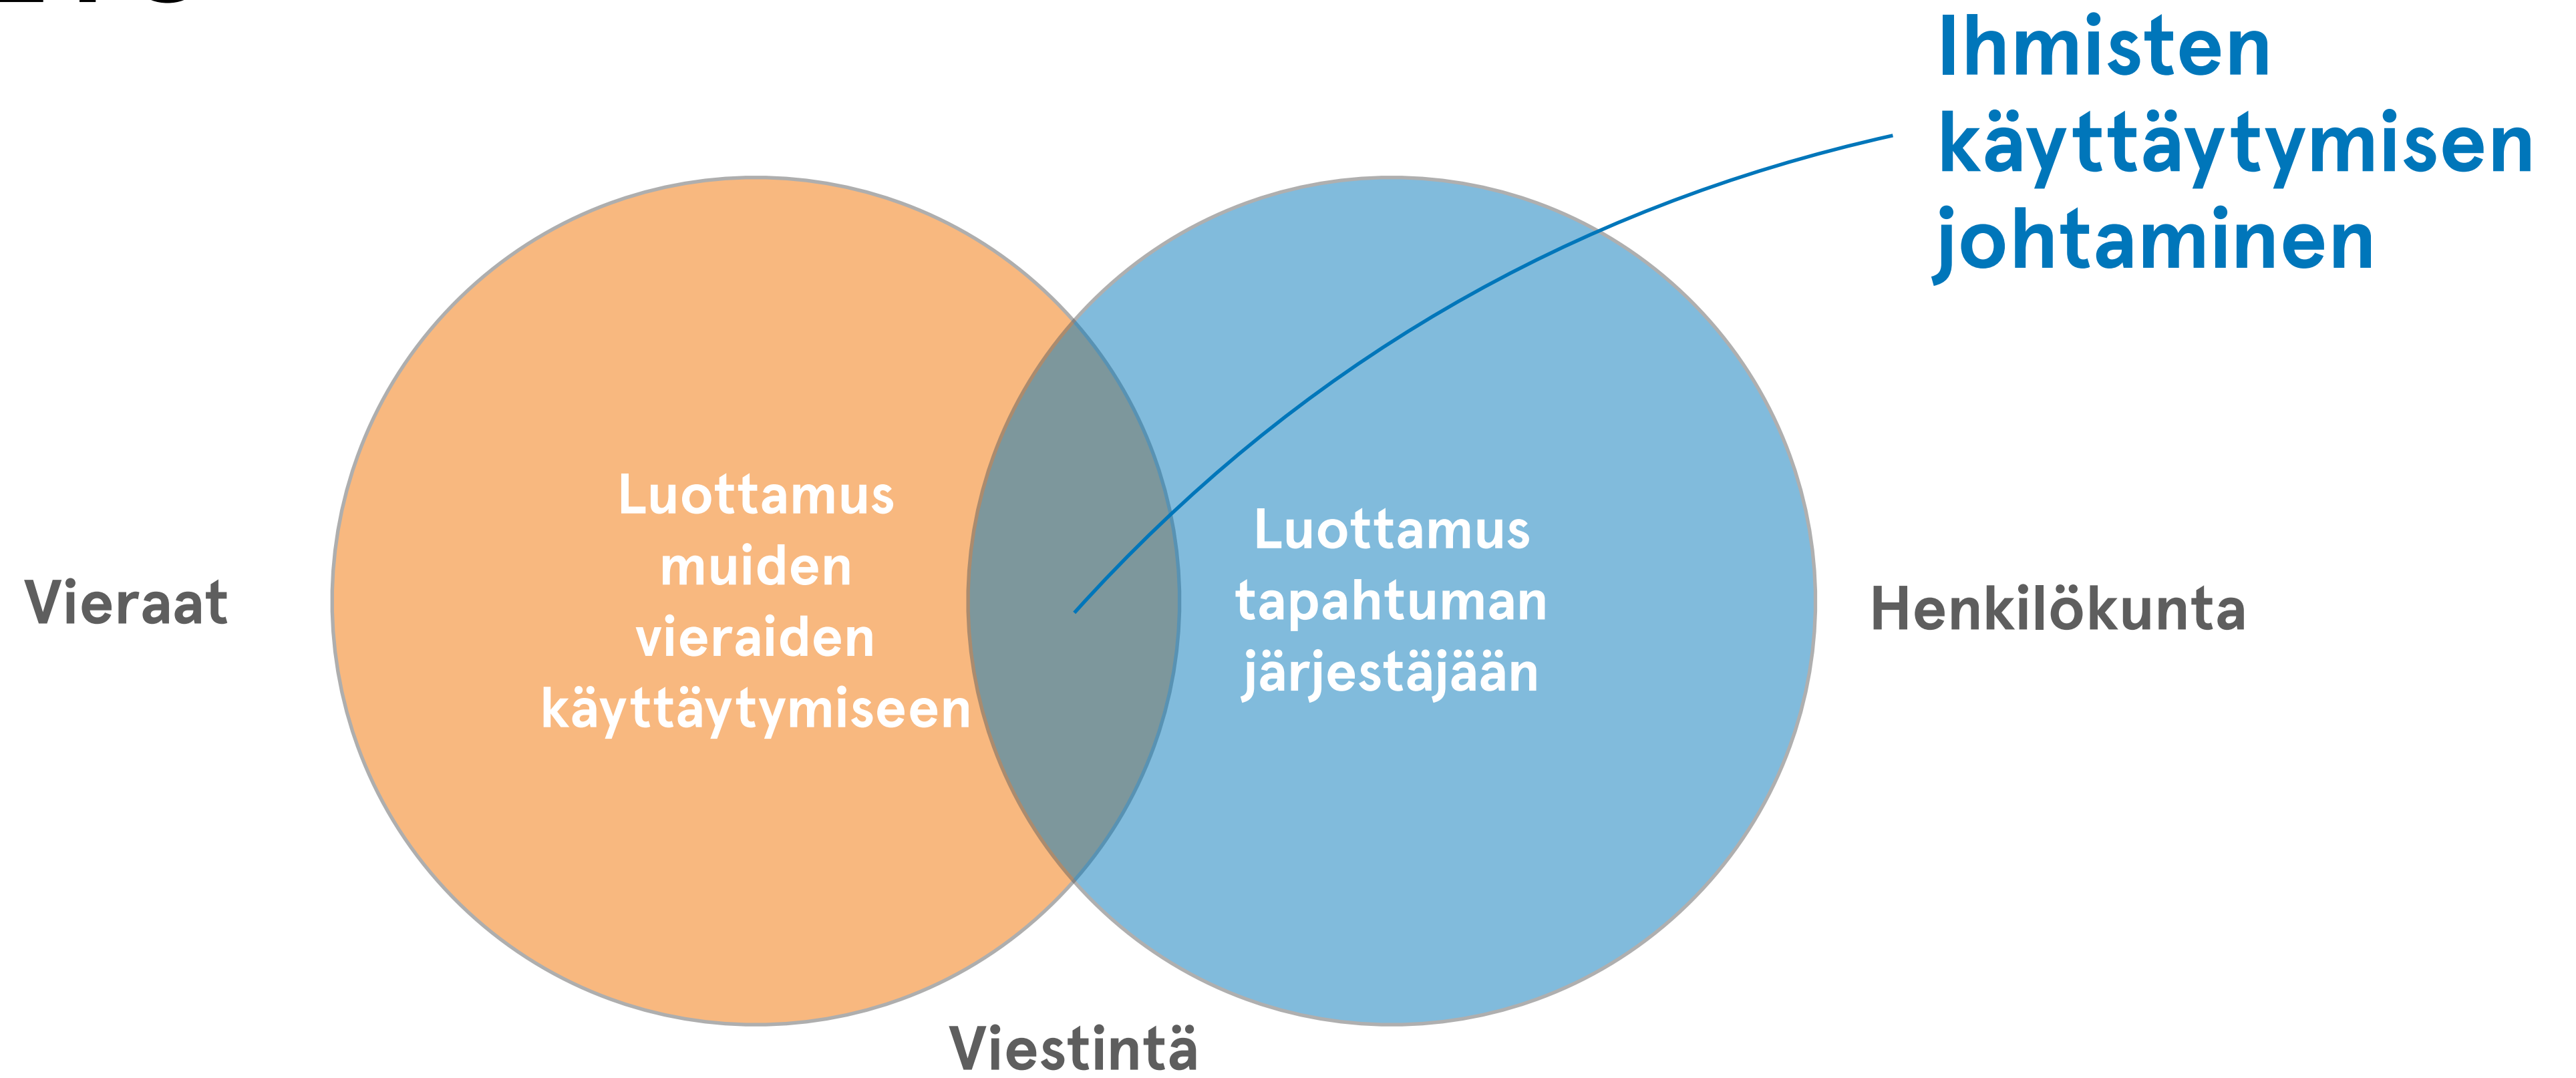 Ihmisten
käyttäytymisen
johtaminen
Luottamus
muiden
vieraiden
käyttäytymiseen
Luottamus
tapahtuman
järjestäjään
Vieraat
Henkilökunta
Viestintä